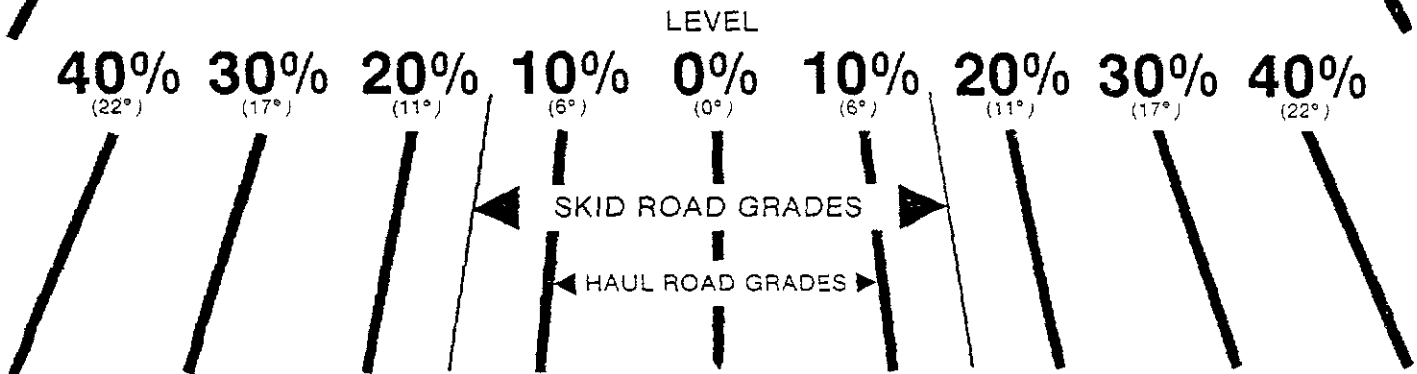 LEVEL
40% 30% 20% 10% 0% 10% 20% 30% 40%
(22°) (17°) (11°) (6°) (0°) (6°) (11°) (17°) (22°)
SKID ROAD GRADES
HAUL ROAD GRADES